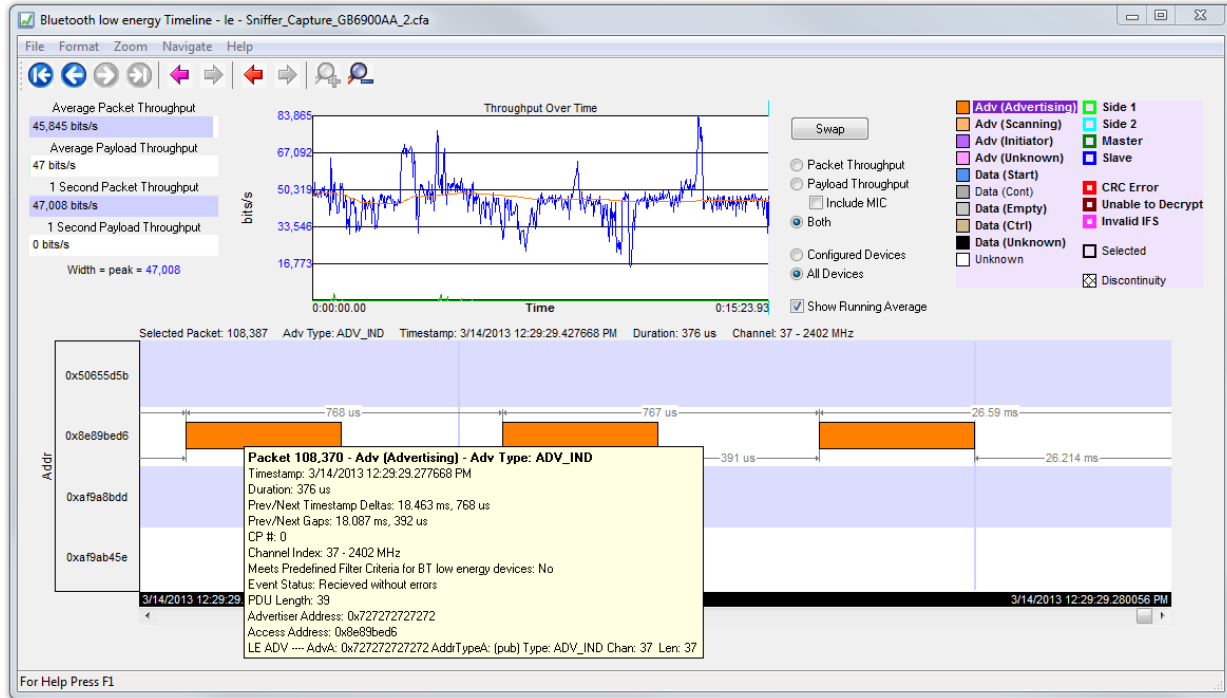 Bluetooth low energy Timeline - le - Sniffer_Capture_GB6900AA_2.cfa
File Format Zoom Navigate Help
Average Packet Throughput
45,845 bits/s
Average Payload Throughput
47 bits/s
1 Second Packet Throughput
47,008 bits/s
1 Second Payload Throughput
0 bits/s
Width = peak = 47,008
Throughput Over Time
83,865
67,092
50,319
33,546
16,773
bits/s
0:00:00.00 Time 0:15:23.93
Swap
Packet Throughput
Payload Throughput
Include MIC
Both
Configured Devices
All Devices
Show Running Average
Adv (Advertising)
Adv (Scanning)
Adv (Initiator)
Adv (Unknown)
Data (Start)
Data (Cont)
Data (Empty)
Data (Ctrl)
Data (Unknown)
Unknown
Side 1
Side 2
Master
Slave
CRC Error
Unable to Decrypt
Invalid IFS
Selected
Discontinuity
Selected Packet: 108,387 Adv Type: ADV_IND Timestamp: 3/14/2013 12:29:29.427668 PM Duration: 376 us Channel: 37 - 2402 MHz
Addr
0x50655d5b
0x8e89bed6
0xaf9a8bdd
0xaf9ab45e
768 us 767 us 26.59 ms
391 us 26.214 ms
Packet 108,370 - Adv (Advertising) - Adv Type: ADV_IND
Timestamp: 3/14/2013 12:29:29.277668 PM
Duration: 376 us
Prev/Next Timestamp Deltas: 18.463 ms, 768 us
Prev/Next Gaps: 18.087 ms, 392 us
CP #: 0
Channel Index: 37 - 2402 MHz
Meets Predefined Filter Criteria for BT low energy devices: No
Event Status: Recieved without errors
PDU Length: 39
Advertiser Address: 0x727272727272
Access Address: 0x8e89bed6
LE ADV ---- AdvA: 0x727272727272 AddrTypeA: (pub) Type: ADV_IND Chan: 37 Len: 37
3/14/2013 12:29:29. 3/14/2013 12:29:29.280056 PM
For Help Press F1